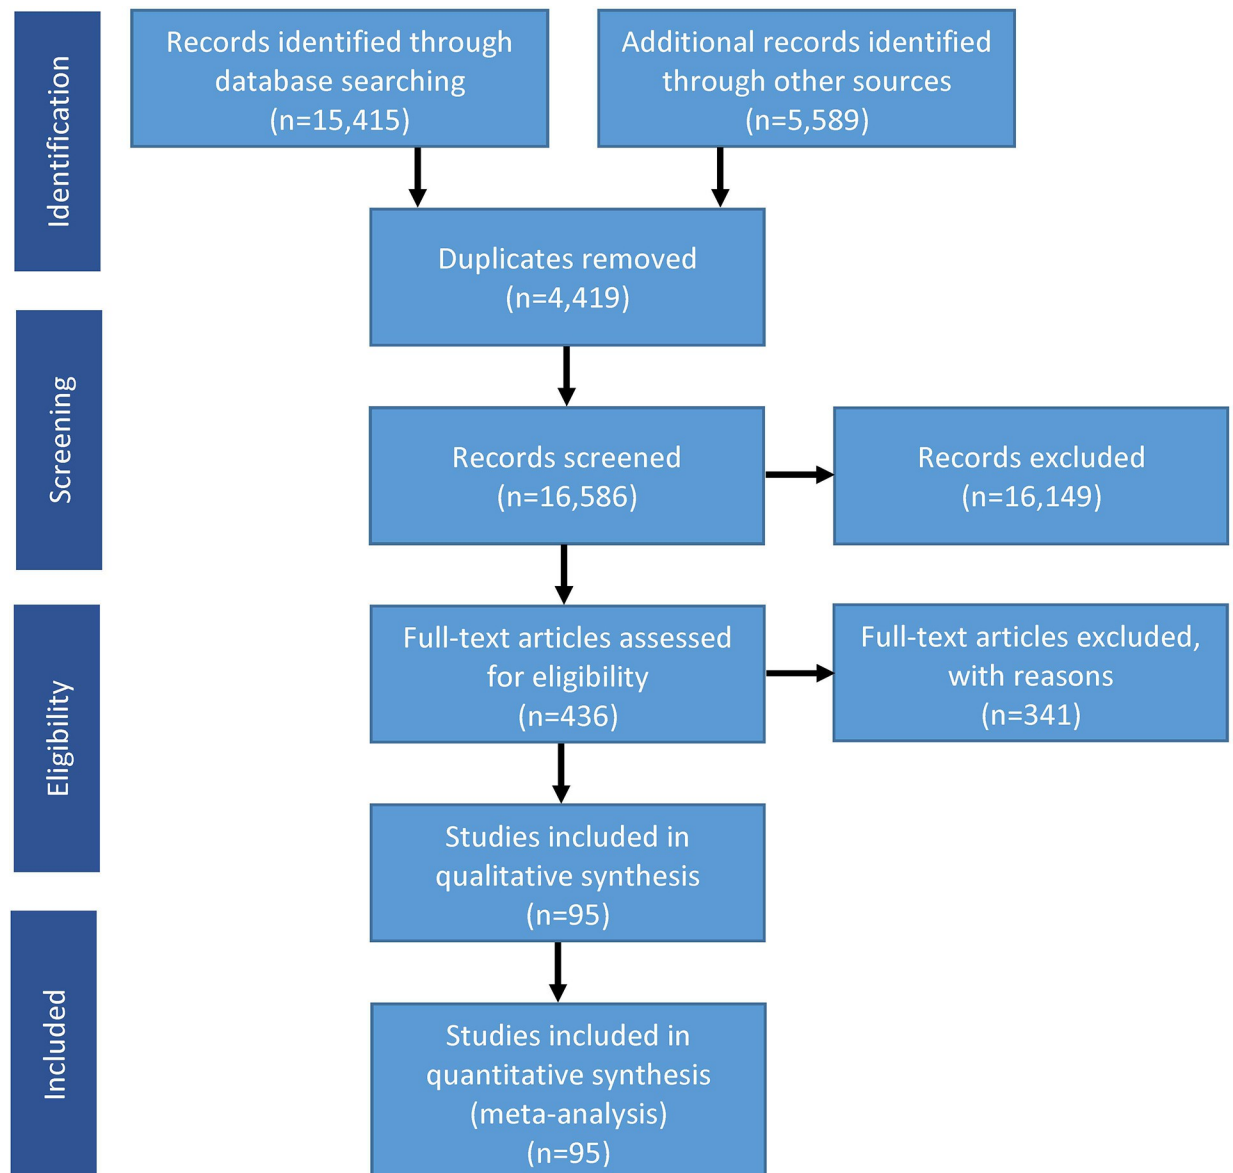 Identification
Records identified through
database searching
(n=15,415)
Additional records identified
through other sources
(n=5,589)
Duplicates removed
(n=4,419)
Screening
Records screened
(n=16,586)
Records excluded
(n=16,149)
Eligibility
Full-text articles assessed
for eligibility
(n=436)
Full-text articles excluded,
with reasons
(n=341)
Studies included in
qualitative synthesis
(n=95)
Included
Studies included in
quantitative synthesis
(meta-analysis)
(n=95)